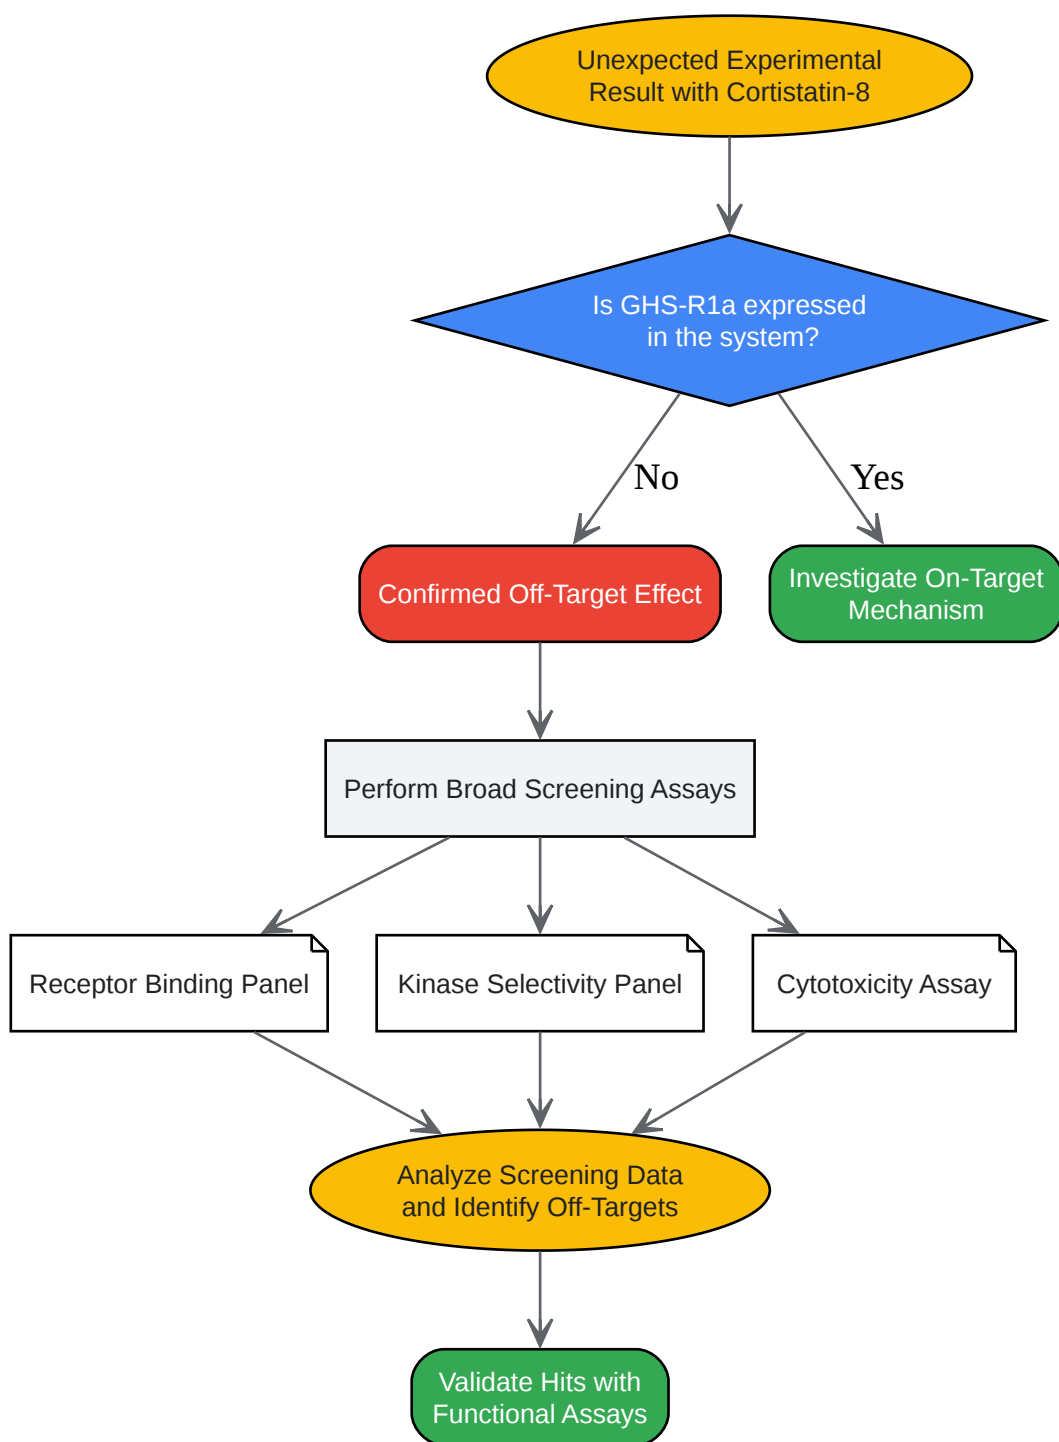 Unexpected Experimental
Result with Cortistatin-8
Is GHS-R1a expressed
in the system?
No
Yes
Confirmed Off-Target Effect
Investigate On-Target
Mechanism
Perform Broad Screening Assays
Receptor Binding Panel
Kinase Selectivity Panel
Cytotoxicity Assay
Analyze Screening Data
and Identify Off-Targets
Validate Hits with
Functional Assays